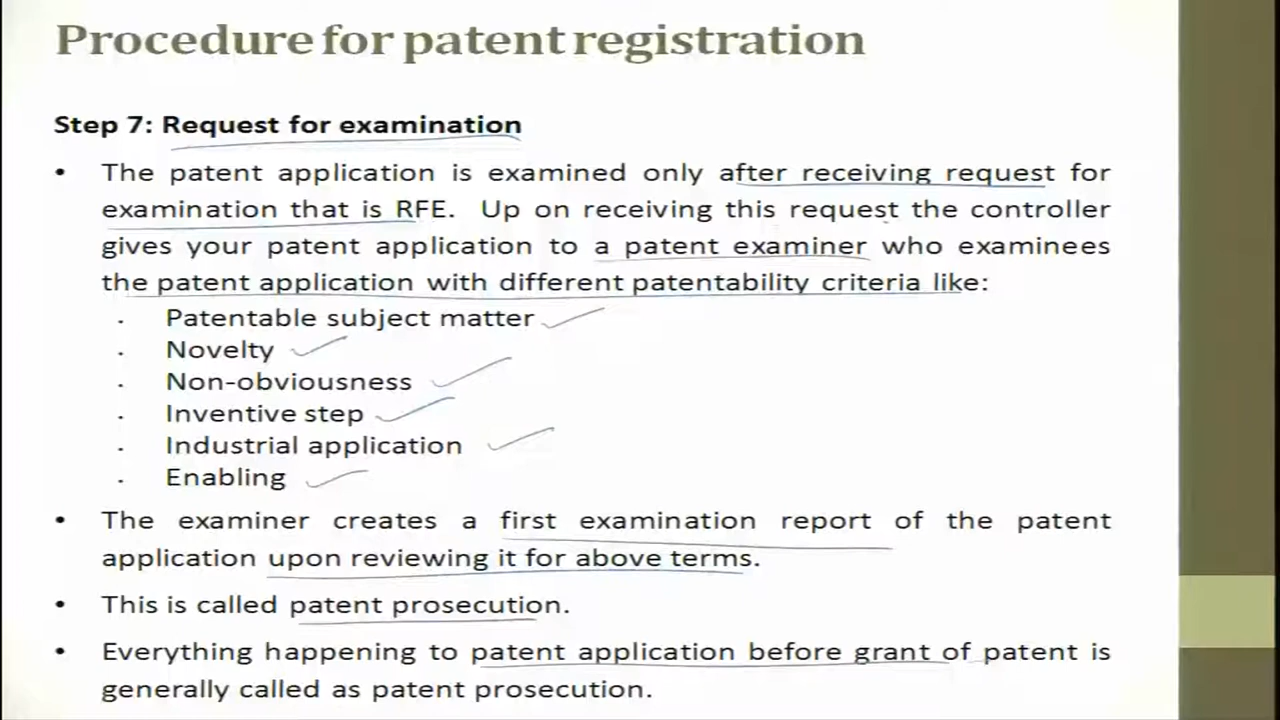 Procedure for patent registration
Step 7: Request for examination
• The patent application is examined only after receiving request for
examination that is RFE. Up on receiving this request the controller
gives your patent application to a patent examiner who examinees
the patent application with different patentability criteria like:
· Patentable subject matter
· Novelty
· Non-obviousness
· Inventive step
· Industrial application
· Enabling
• The examiner creates a first examination report of the patent
application upon reviewing it for above terms.
• This is called patent prosecution.
• Everything happening to patent application before grant of patent is
generally called as patent prosecution.